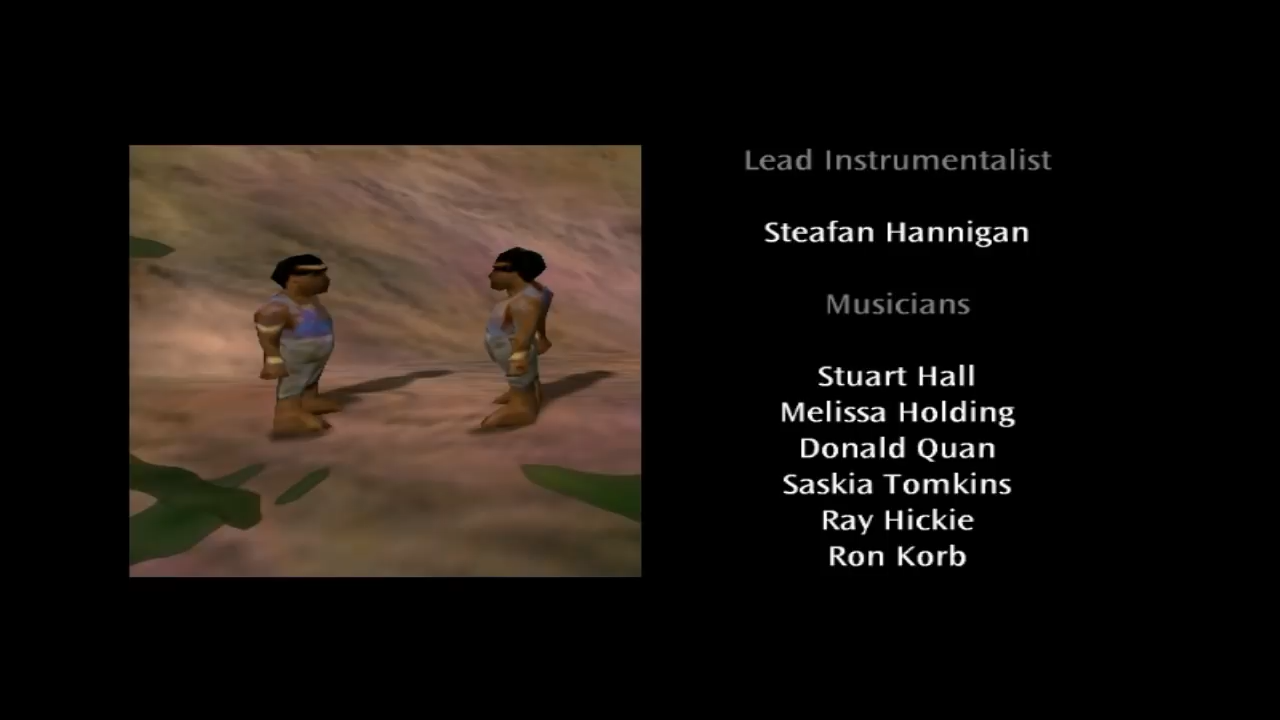 Lead Instrumentalist
Steafan Hannigan
Musicians
Stuart Hall
Melissa Holding
Donald Quan
Saskia Tomkins
Ray Hickie
Ron Korb